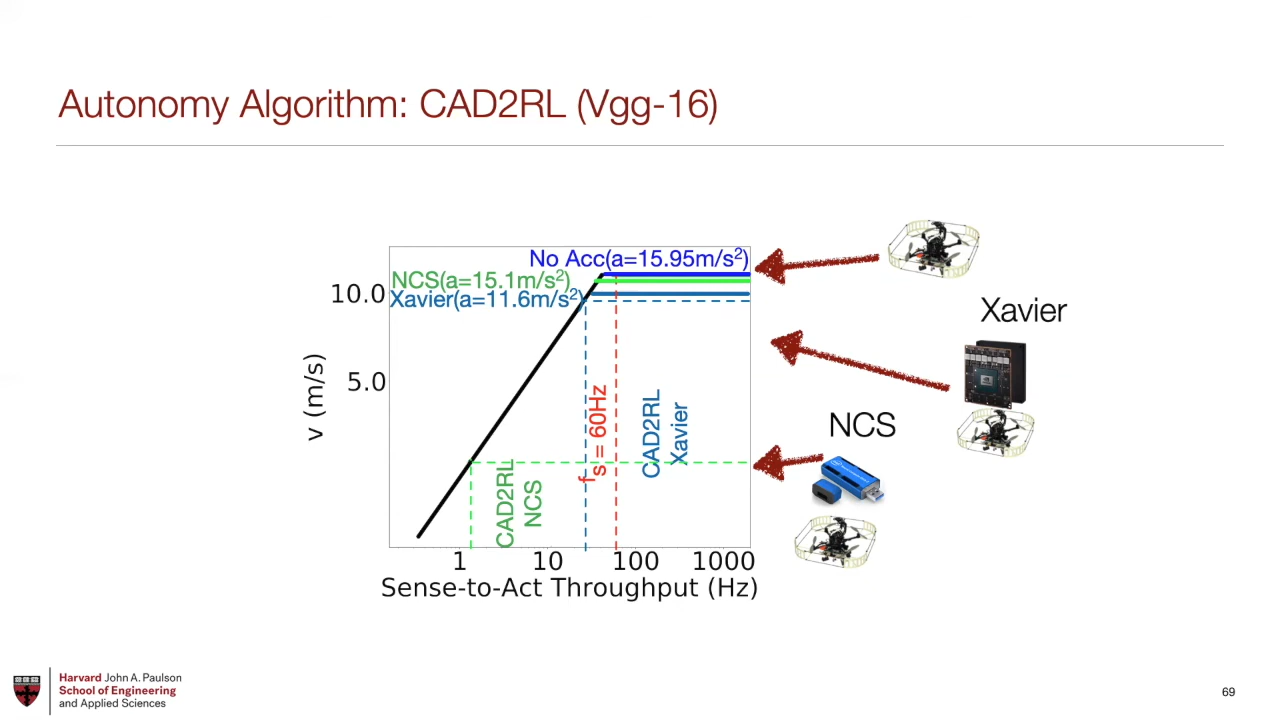 Autonomy Algorithm: CAD2RL (Vgg-16)
No Acc(a=15.95m/s²)
NCS(a=15.1m/s²)
Xavier(a=11.6m/s²)
10.0
5.0
v (m/s)
CAD2RL
NCS
fs = 60Hz
CAD2RL
Xavier
1 10 100 1000
Sense-to-Act Throughput (Hz)
Xavier
NCS
Harvard John A. Paulson
School of Engineering
and Applied Sciences
69